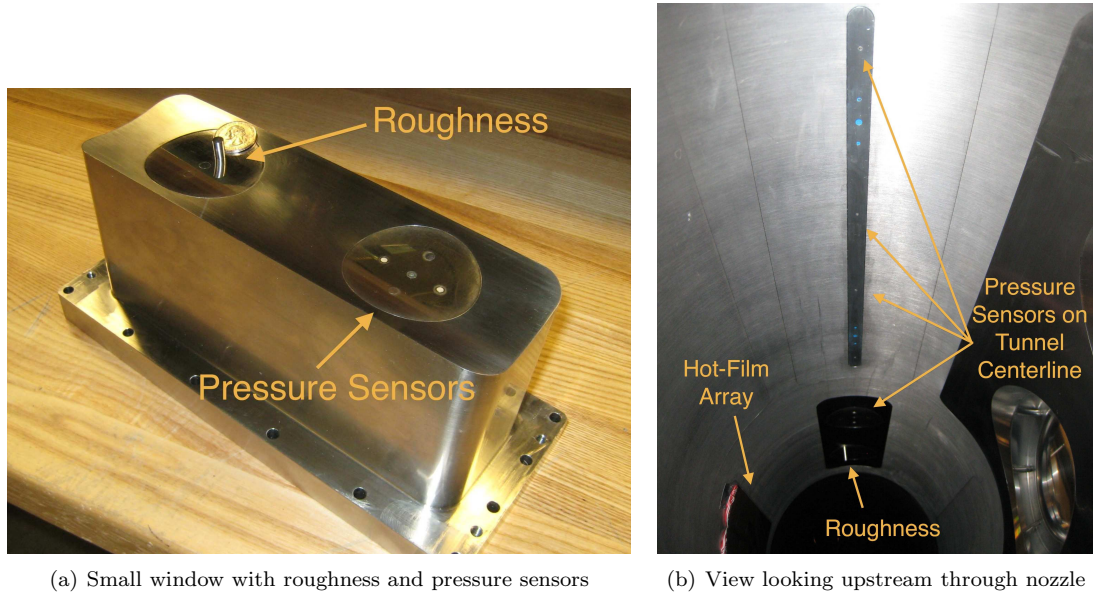 Roughness
Pressure Sensors
(a) Small window with roughness and pressure sensors
Pressure
Sensors on
Tunnel
Centerline
Hot-Film
Array
Roughness
(b) View looking upstream through nozzle